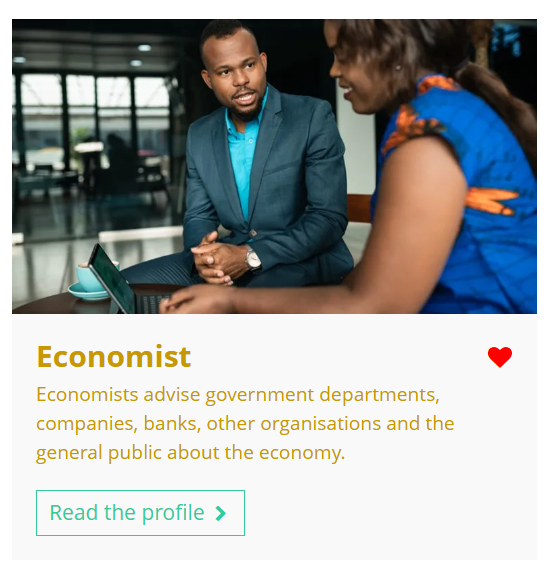 Economist
Economists advise government departments,
companies, banks, other organisations and the
general public about the economy.
Read the profile